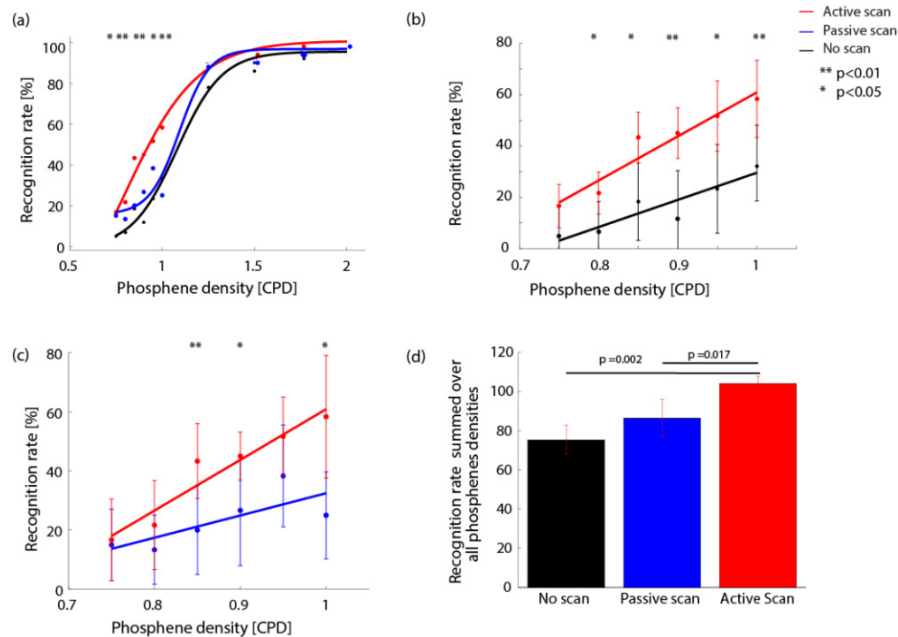 (a)
* ** ** * **
100
80
60
40
20
0
Recognition rate [%]
0.5
1
1.5
2
Phosphene density [CPD]
(b)
* * ** * **
80
60
40
20
0
Recognition rate [%]
0.7
0.8
0.9
1
Phosphene density [CPD]
Active scan
Passive scan
No scan
** p<0.01
* p<0.05
(c)
** * *
80
60
40
20
0
Recognition rate [%]
0.7
0.8
0.9
1
Phosphene density [CPD]
(d)
120
100
80
60
40
20
0
Recognition rate summed over
all phosphenes densities
p =0.002
p =0.017
No scan
Passive scan
Active Scan